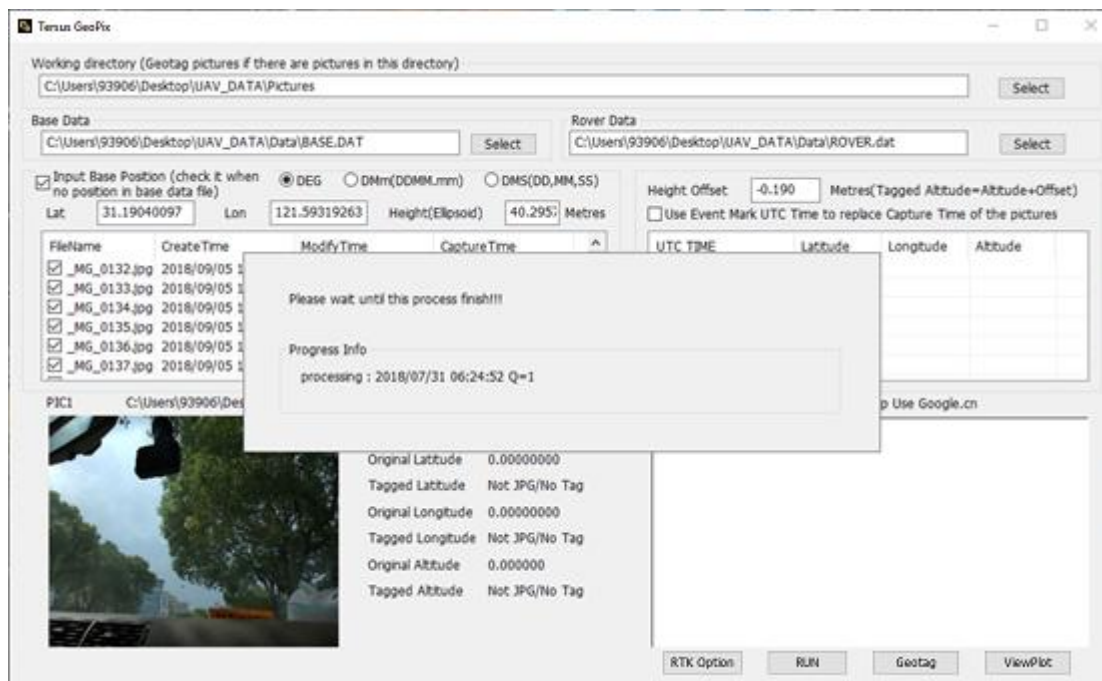 Tersus GeoPix
Working directory (Geotag pictures if there are pictures in this directory)
C:\Users\93906\Desktop\UAV_DATA\Pictures
Select
Base Data
Rover Data
C:\Users\93906\Desktop\UAV_DATA\Data\BASE.DAT
Select
C:\Users\93906\Desktop\UAV_DATA\Data\ROVER.dat
Select
Input Base Position (check it when no position in base data file)
DEG
DMm(DDMM.mm)
DMS(DD,MM,SS)
Lat 31.19040097 Lon 121.59319263 Height(Elipsoid) 40.295 Metres
Height Offset -0.190 Metres(Tagged Altitude=Altitude+Offset)
Use Event Mark UTC Time to replace Capture Time of the pictures
FileName CreateTime ModifyTime CaptureTime
UTC TIME Latitude Longitude Altitude
_MG_0132.jpg 2018/09/05 1
_MG_0133.jpg 2018/09/05 1
_MG_0134.jpg 2018/09/05 1
_MG_0135.jpg 2018/09/05 1
_MG_0136.jpg 2018/09/05 1
_MG_0137.jpg 2018/09/05 1
Please wait until this process finish!!!
Progress Info
processing : 2018/07/31 06:24:52 Q=1
PIC1 C:\Users\93906\Des
p Use Google.cn
Original Latitude 0.00000000
Tagged Latitude Not JPG/No Tag
Original Longitude 0.00000000
Tagged Longitude Not JPG/No Tag
Original Altitude 0.000000
Tagged Altitude Not JPG/No Tag
RTK Option
RUN
Geotag
ViewPlot